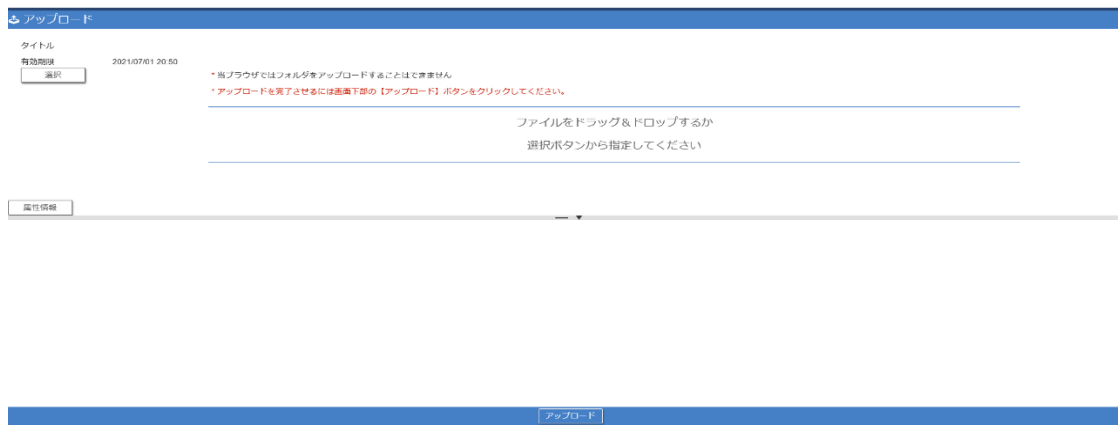 アップロード
タイトル
有効期限 2021/07/01 20:50
選択
* 当ブラウザではフォルダをアップロードすることはできません
* アップロードを完了させるには画面下部の【アップロード】ボタンをクリックしてください。
ファイルをドラッグ＆ドロップするか
選択ボタンから指定してください
属性情報
アップロード